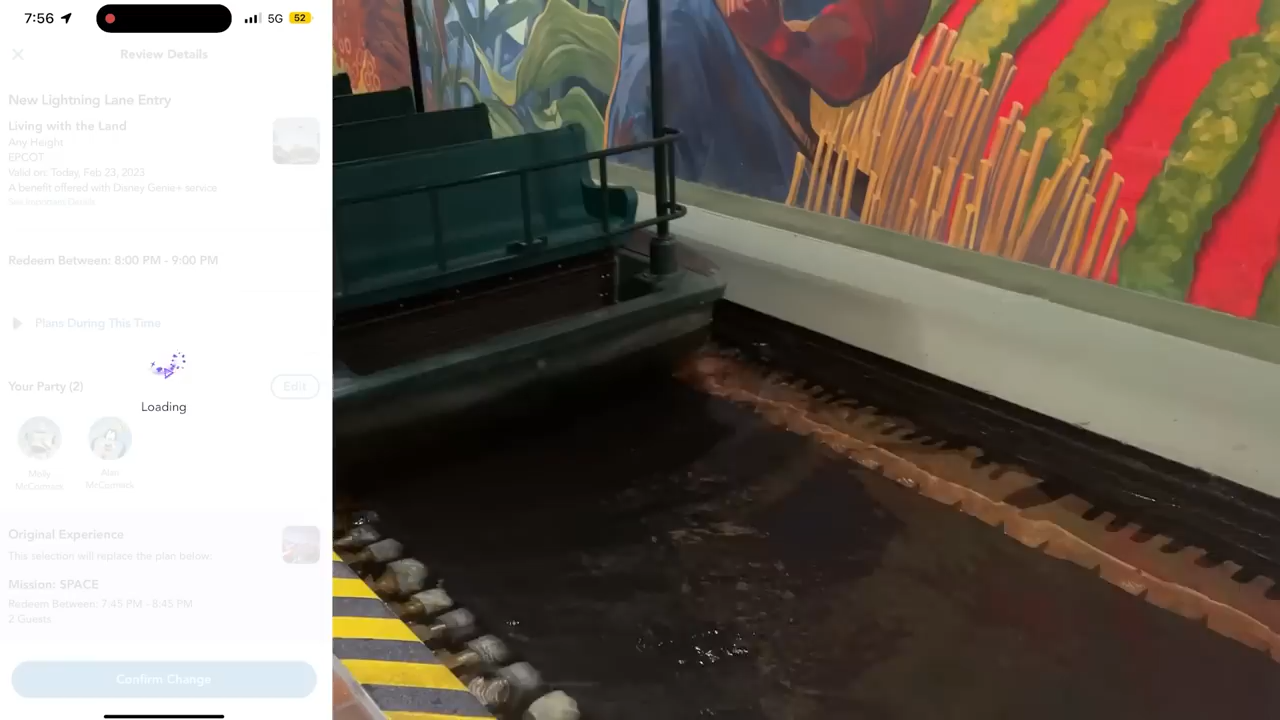 7:56
5G
52
Review Details
New Lightning Lane Entry
Living with the Land
Any Height
EPCOT
Valid on: Today, Feb 23, 2023
A benefit offered with Disney Genie+ service
See Important Details
Redeem Between: 8:00 PM - 9:00 PM
Plans During This Time
Your Party (2)
Edit
Loading
Molly
McCormack
Alan
McCormack
Original Experience
This selection will replace the plan below.
Mission: SPACE
Redeem Between: 7:45 PM - 8:45 PM
2 Guests
Confirm Change